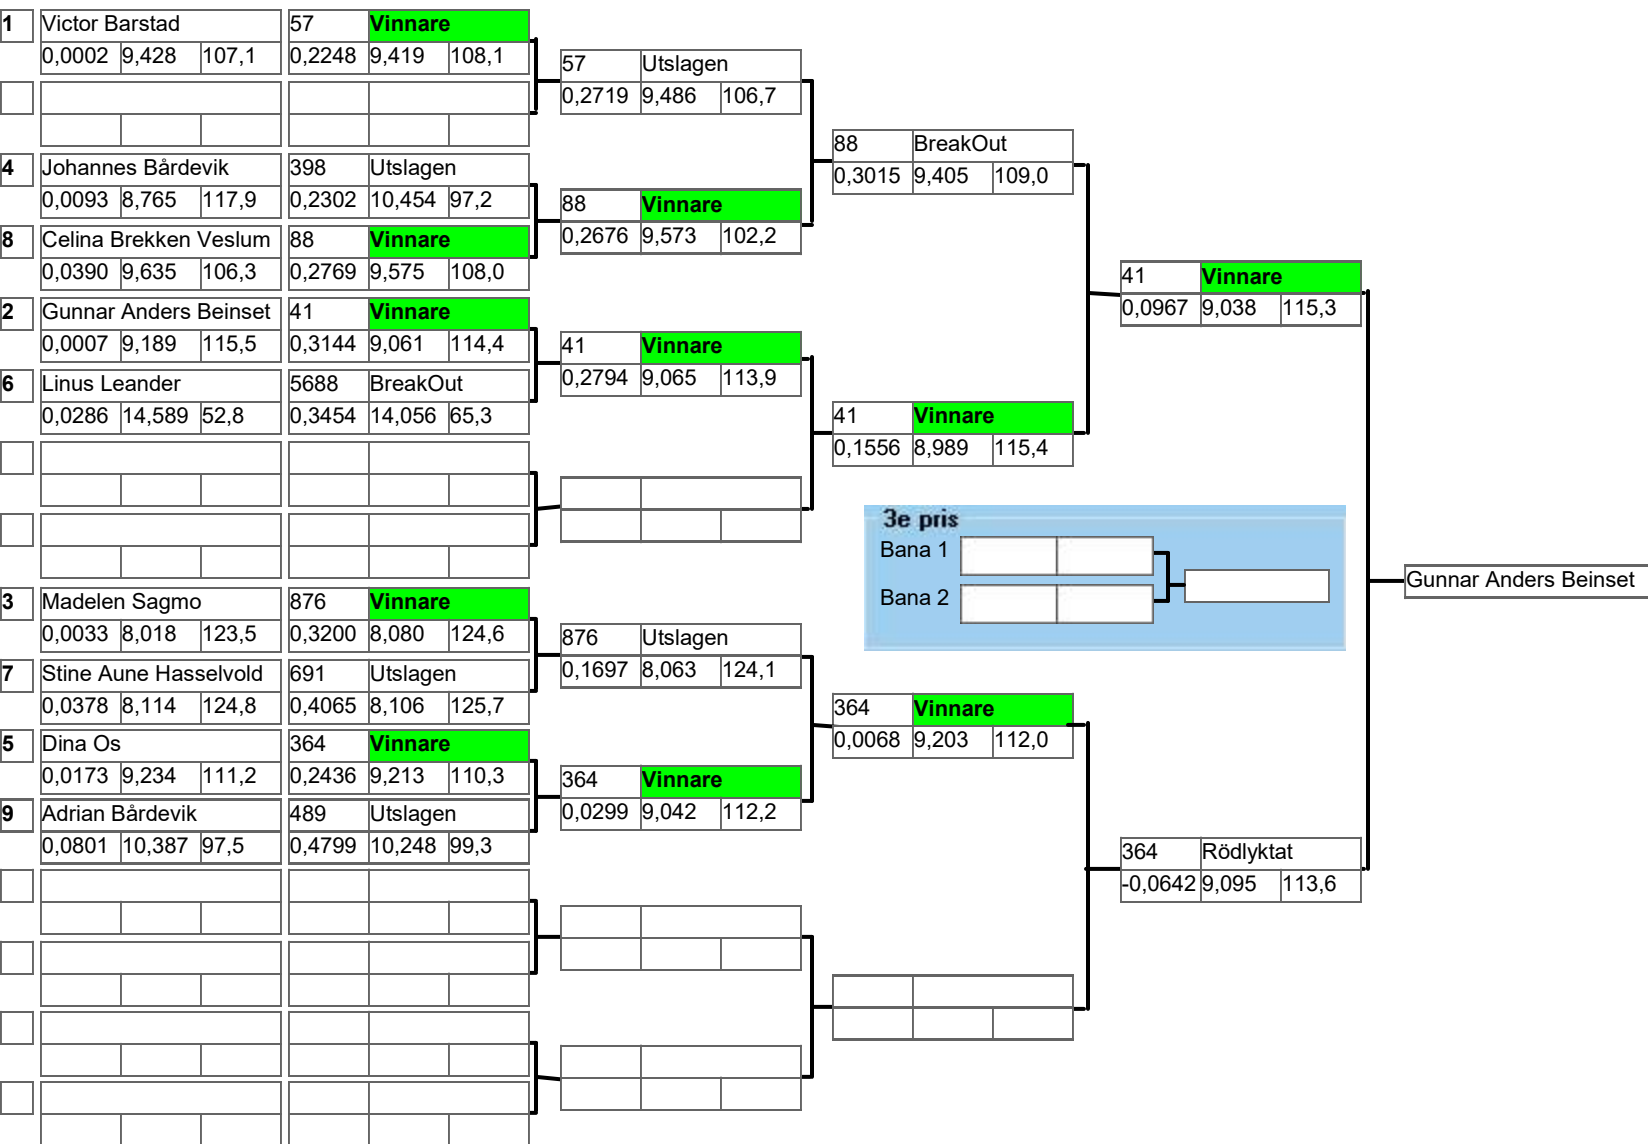 1 Victor Barstad 57 Vinnare
0,0002 9,428 107,1 0,2248 9,419 108,1
57 Utslagen
0,2719 9,486 106,7
88 BreakOut
0,3015 9,405 109,0
4 Johannes Bårdevik 398 Utslagen
0,0093 8,765 117,9 0,2302 10,454 97,2
88 Vinnare
0,2676 9,573 102,2
8 Celina Brekken Veslum 88 Vinnare
0,0390 9,635 106,3 0,2769 9,575 108,0
41 Vinnare
0,0967 9,038 115,3
2 Gunnar Anders Beinset 41 Vinnare
0,0007 9,189 115,5 0,3144 9,061 114,4
41 Vinnare
0,2794 9,065 113,9
6 Linus Leander 5688 BreakOut
0,0286 14,589 52,8 0,3454 14,056 65,3
41 Vinnare
0,1556 8,989 115,4
3e pris
Bana 1
Bana 2
Gunnar Anders Beinset
3 Madelen Sagmo 876 Vinnare
0,0033 8,018 123,5 0,3200 8,080 124,6
876 Utslagen
0,1697 8,063 124,1
7 Stine Aune Hasselvold 691 Utslagen
0,0378 8,114 124,8 0,4065 8,106 125,7
364 Vinnare
0,0068 9,203 112,0
5 Dina Os 364 Vinnare
0,0173 9,234 111,2 0,2436 9,213 110,3
364 Vinnare
0,0299 9,042 112,2
9 Adrian Bårdevik 489 Utslagen
0,0801 10,387 97,5 0,4799 10,248 99,3
364 Rödlyktat
-0,0642 9,095 113,6